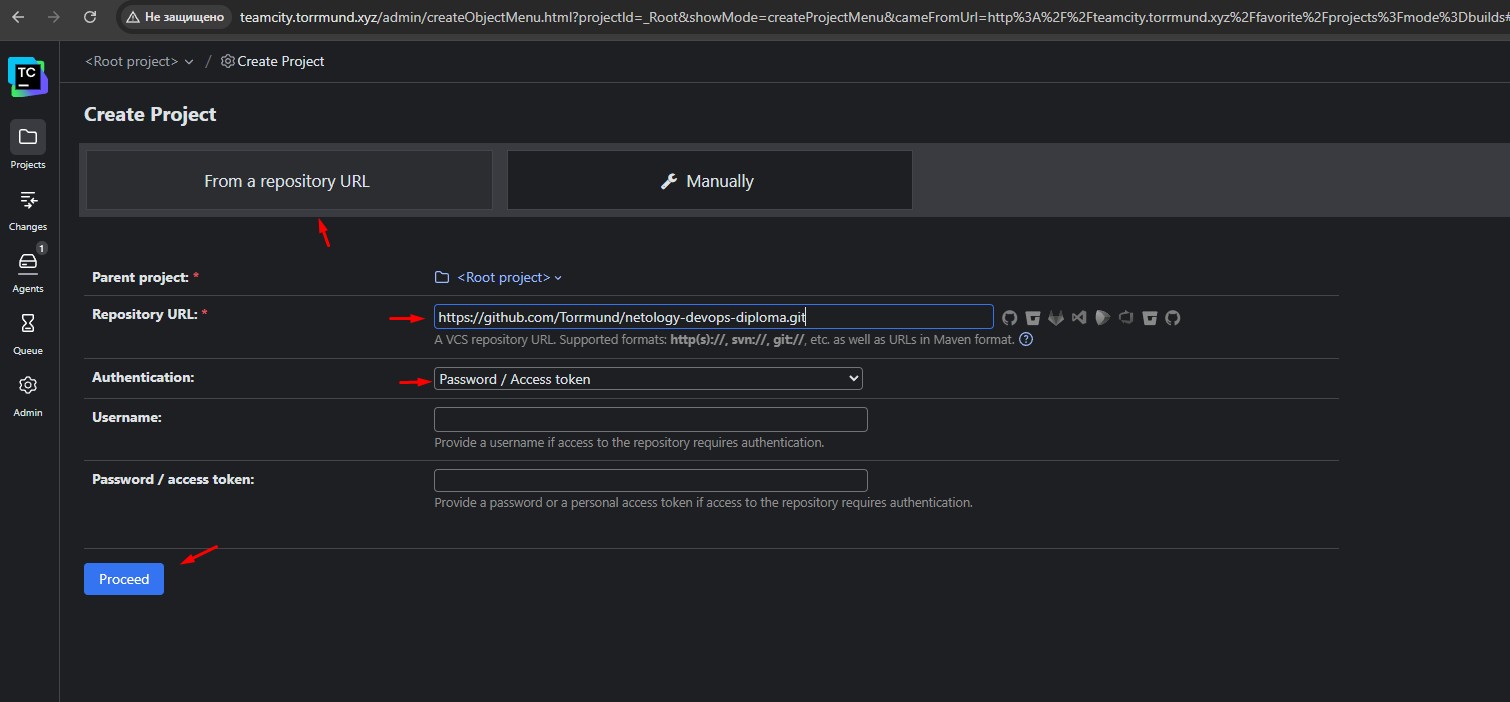 Не защищено
teamcity.torrmund.xyz/admin/createObjectMenu.html?projectId=_Root&showMode=createProjectMenu&cameFromUrl=http%3A%2F%2Fteamcity.torrmund.xyz%2Ffavorite%2Fprojects%3Fmode%3Dbuilds#
TC
<Root project> / Create Project
Create Project
Projects
From a repository URL
Manually
Changes
1
Agents
Parent project: *
<Root project>
Repository URL: *
https://github.com/Torrmund/netology-devops-diploma.git
A VCS repository URL. Supported formats: http(s)://, svn://, git://, etc. as well as URLs in Maven format. ?
Queue
Authentication:
Password / Access token
Admin
Username:
Provide a username if access to the repository requires authentication.
Password / access token:
Provide a password or a personal access token if access to the repository requires authentication.
Proceed